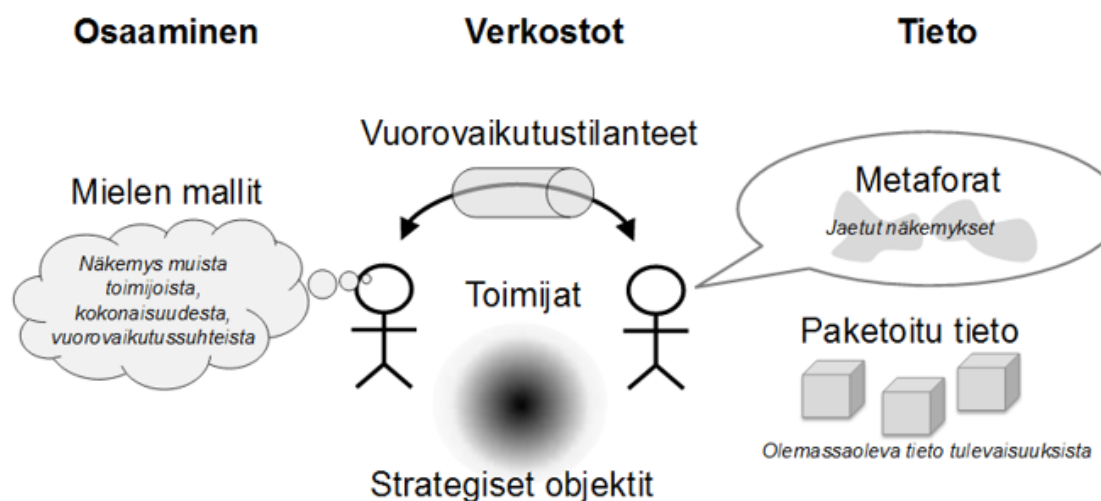 Osaaminen
Verkostot
Tieto
Vuorovaikutustilanteet
Mielen mallit
Näkemys muista
toimijoista,
kokonaisuudesta,
vuorovaikutussuhteista
Toimijat
Strategiset objektit
Metaforat
Jaetut näkemykset
Paketoitu tieto
Olemassaoleva tieto tulevaisuuksista